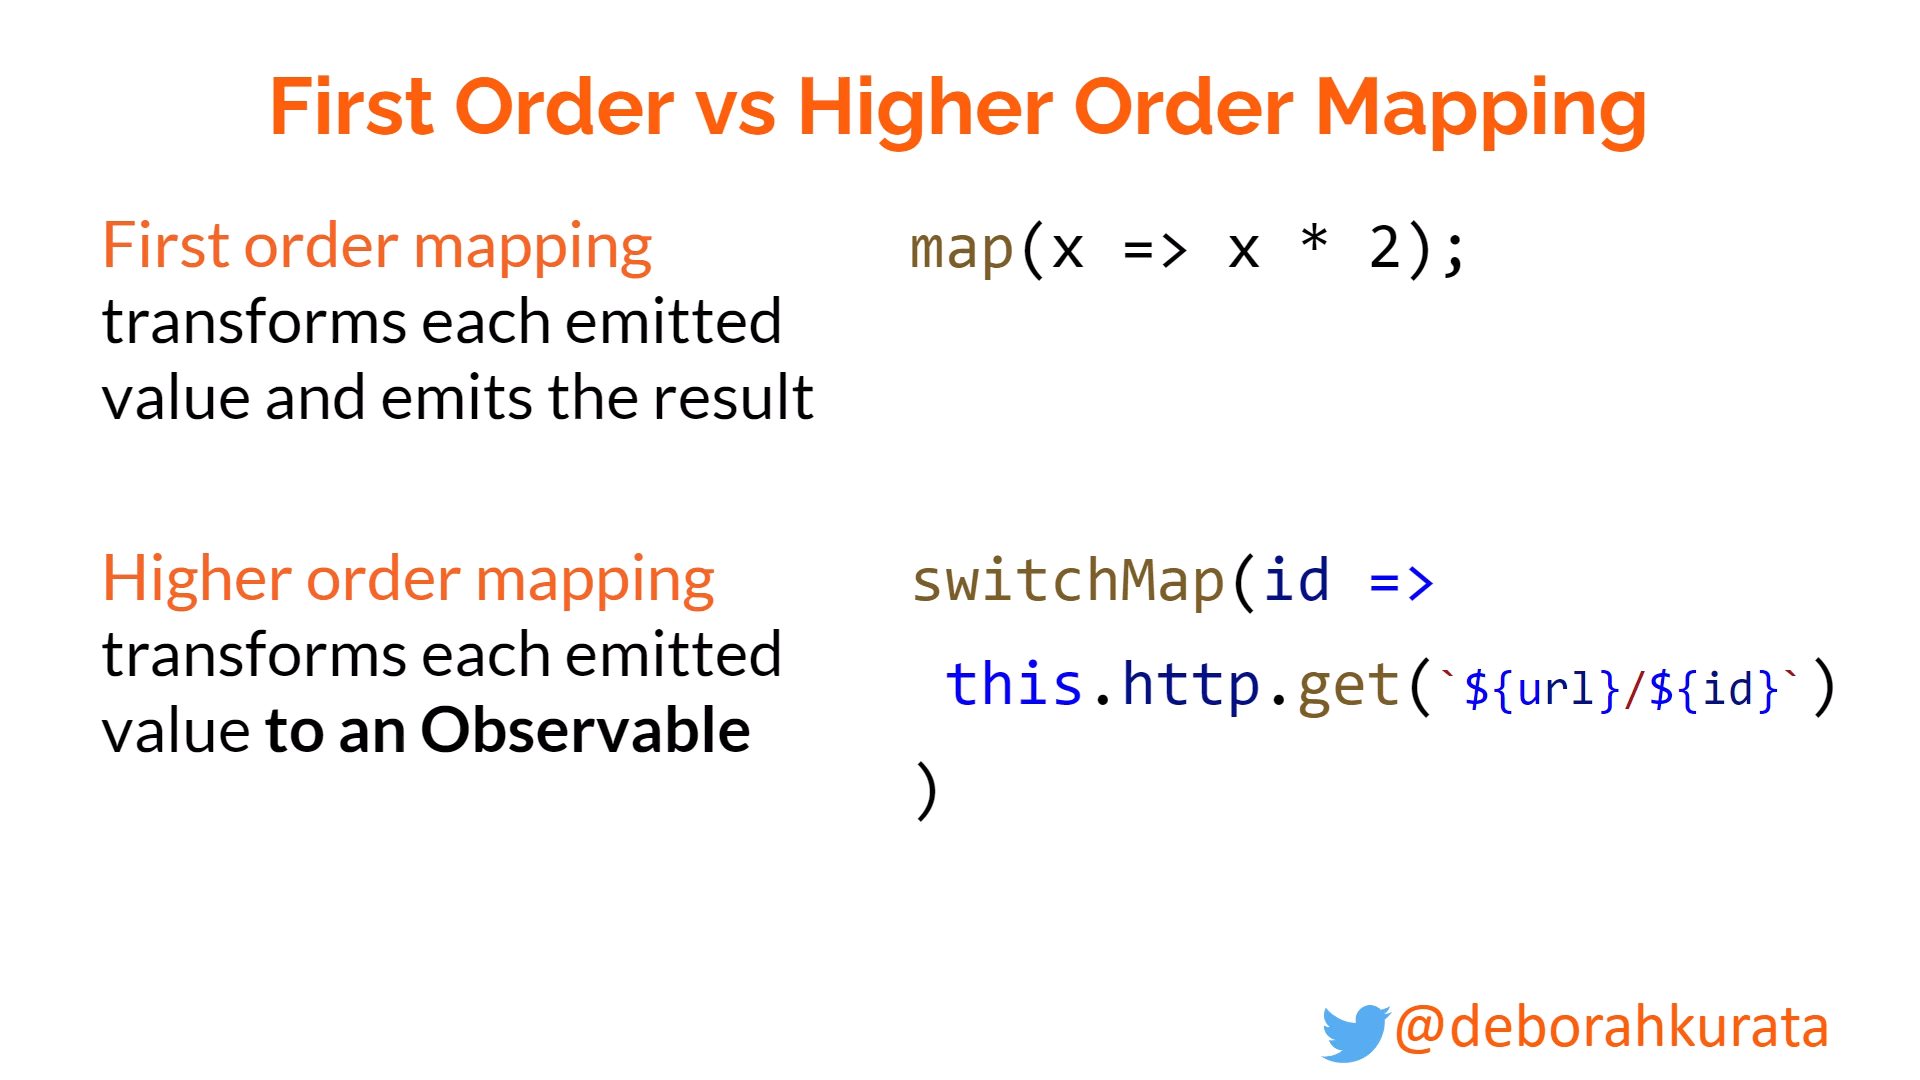 First Order vs Higher Order Mapping
First order mapping
transforms each emitted
value and emits the result
map(x => x * 2);
Higher order mapping
transforms each emitted
value to an Observable
switchMap(id =>
this.http.get(`${url}/${id}`)
)
@deborahkurata